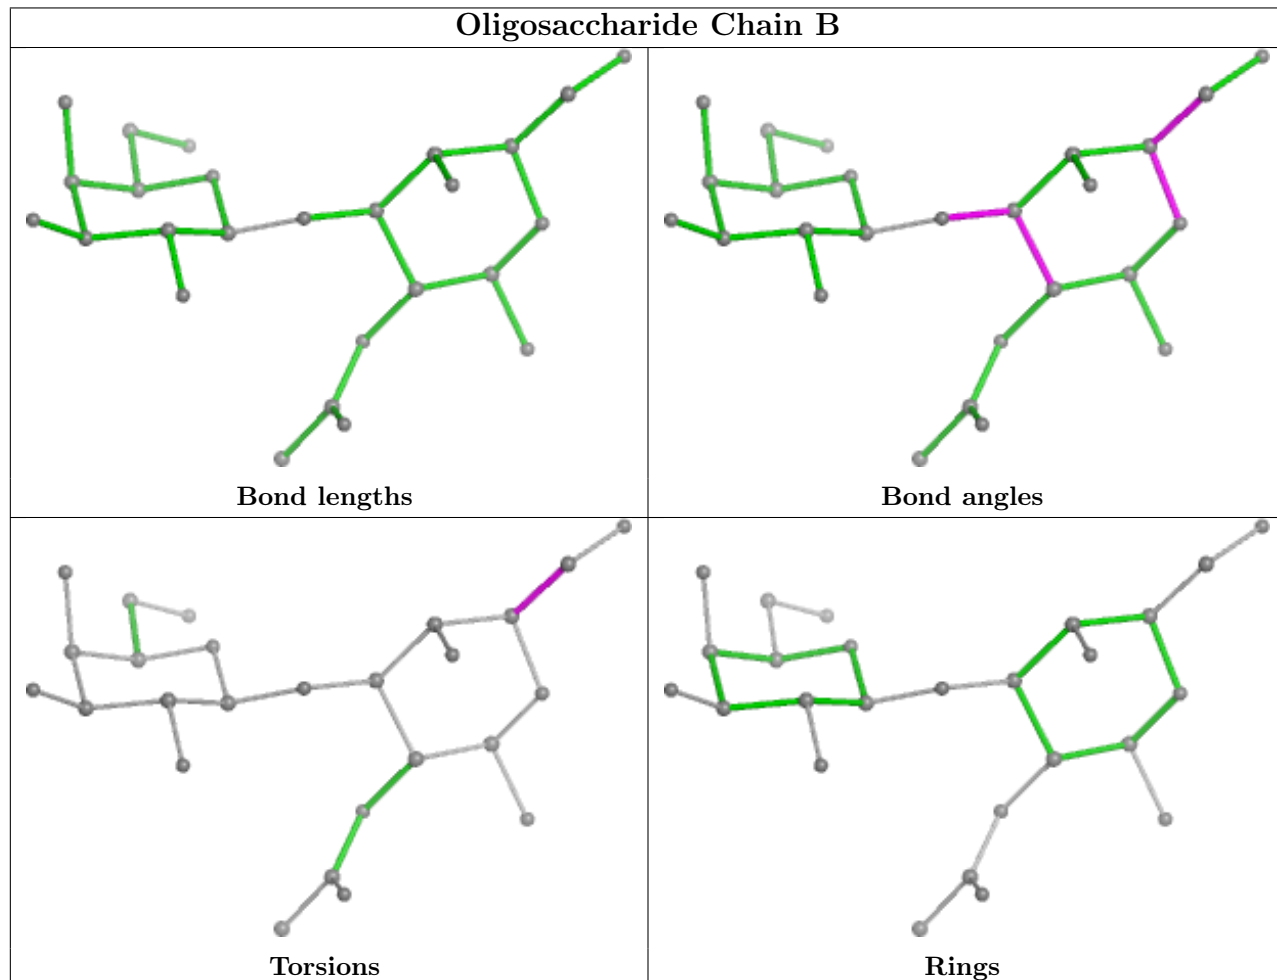 Oligosaccharide Chain B
Bond lengths
Bond angles
Torsions
Rings